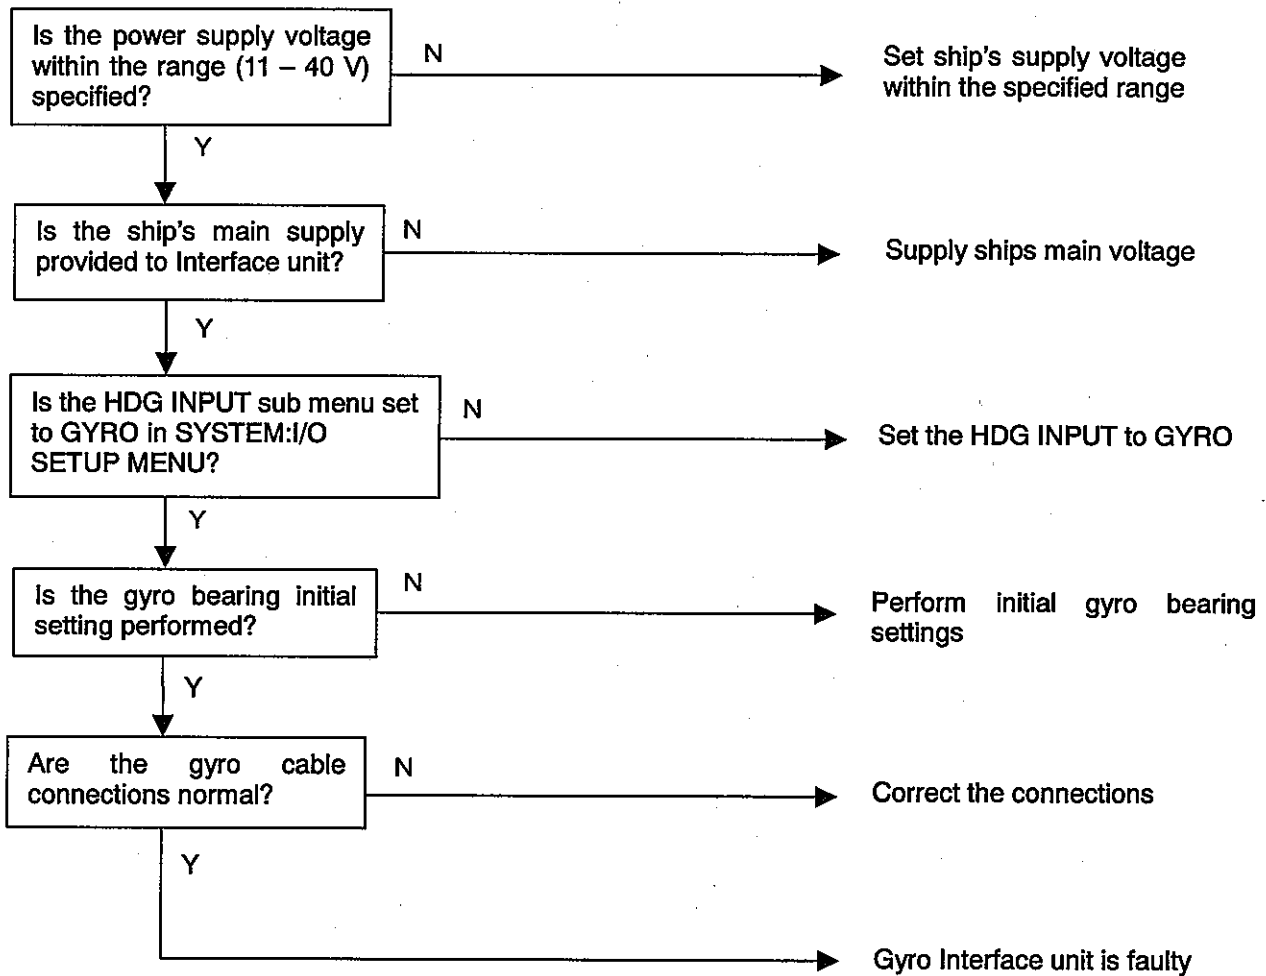 Is the power supply voltage
within the range (11 – 40 V)
specified?
N
Set ship's supply voltage
within the specified range
Y
Is the ship's main supply
provided to Interface unit?
N
Supply ships main voltage
Y
Is the HDG INPUT sub menu set
to GYRO in SYSTEM:I/O
SETUP MENU?
N
Set the HDG INPUT to GYRO
Y
Is the gyro bearing initial
setting performed?
N
Perform initial gyro bearing
settings
Y
Are the gyro cable
connections normal?
N
Correct the connections
Y
Gyro Interface unit is faulty